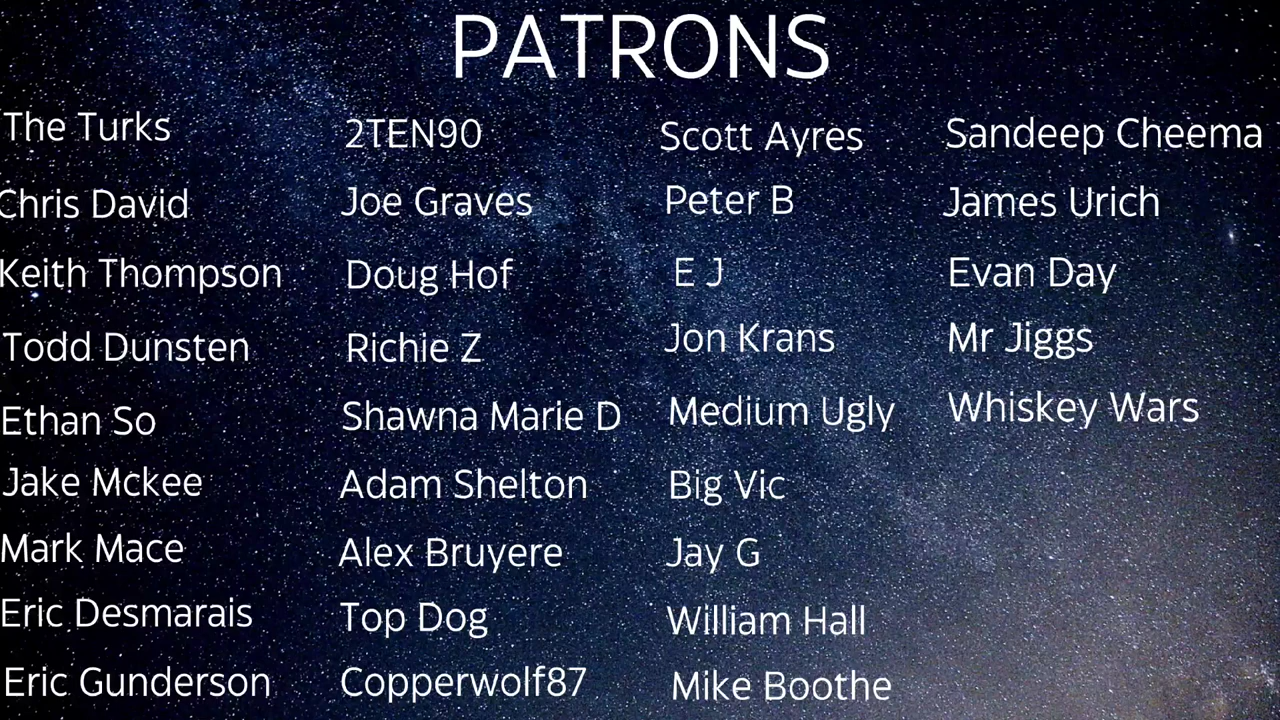 PATRONS
The Turks
Chris David
Keith Thompson
Todd Dunsten
Ethan So
Jake Mckee
Mark Mace
Eric Desmarais
Eric Gunderson
2TEN90
Joe Graves
Doug Hof
Richie Z
Shawna Marie D
Adam Shelton
Alex Bruyere
Top Dog
Copperwolf87
Scott Ayres
Peter B
E J
Jon Krans
Medium Ugly
Big Vic
Jay G
William Hall
Mike Boothe
Sandeep Cheema
James Urich
Evan Day
Mr Jiggs
Whiskey Wars